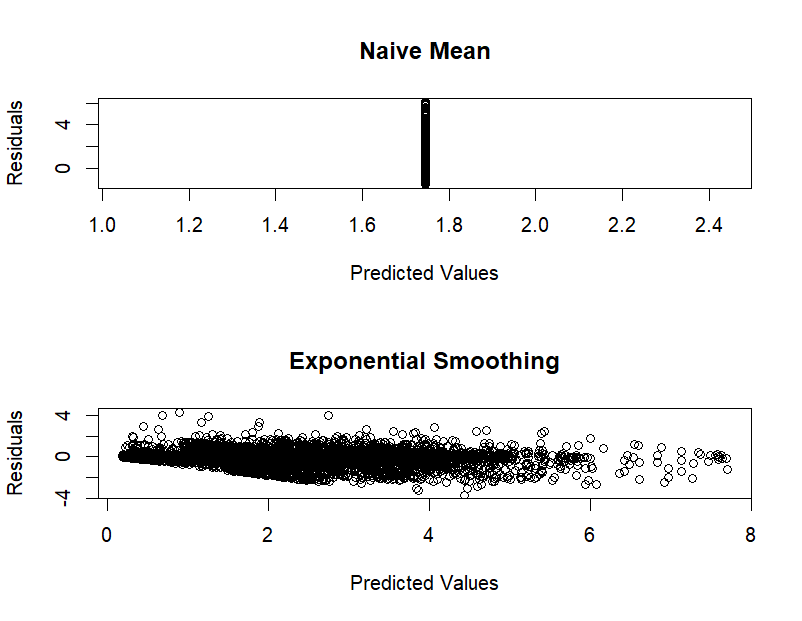 Naive Mean
Residuals
4
0
1.0 1.2 1.4 1.6 1.8 2.0 2.2 2.4
Predicted Values
Exponential Smoothing
Residuals
4
0
-4
0 2 4 6 8
Predicted Values